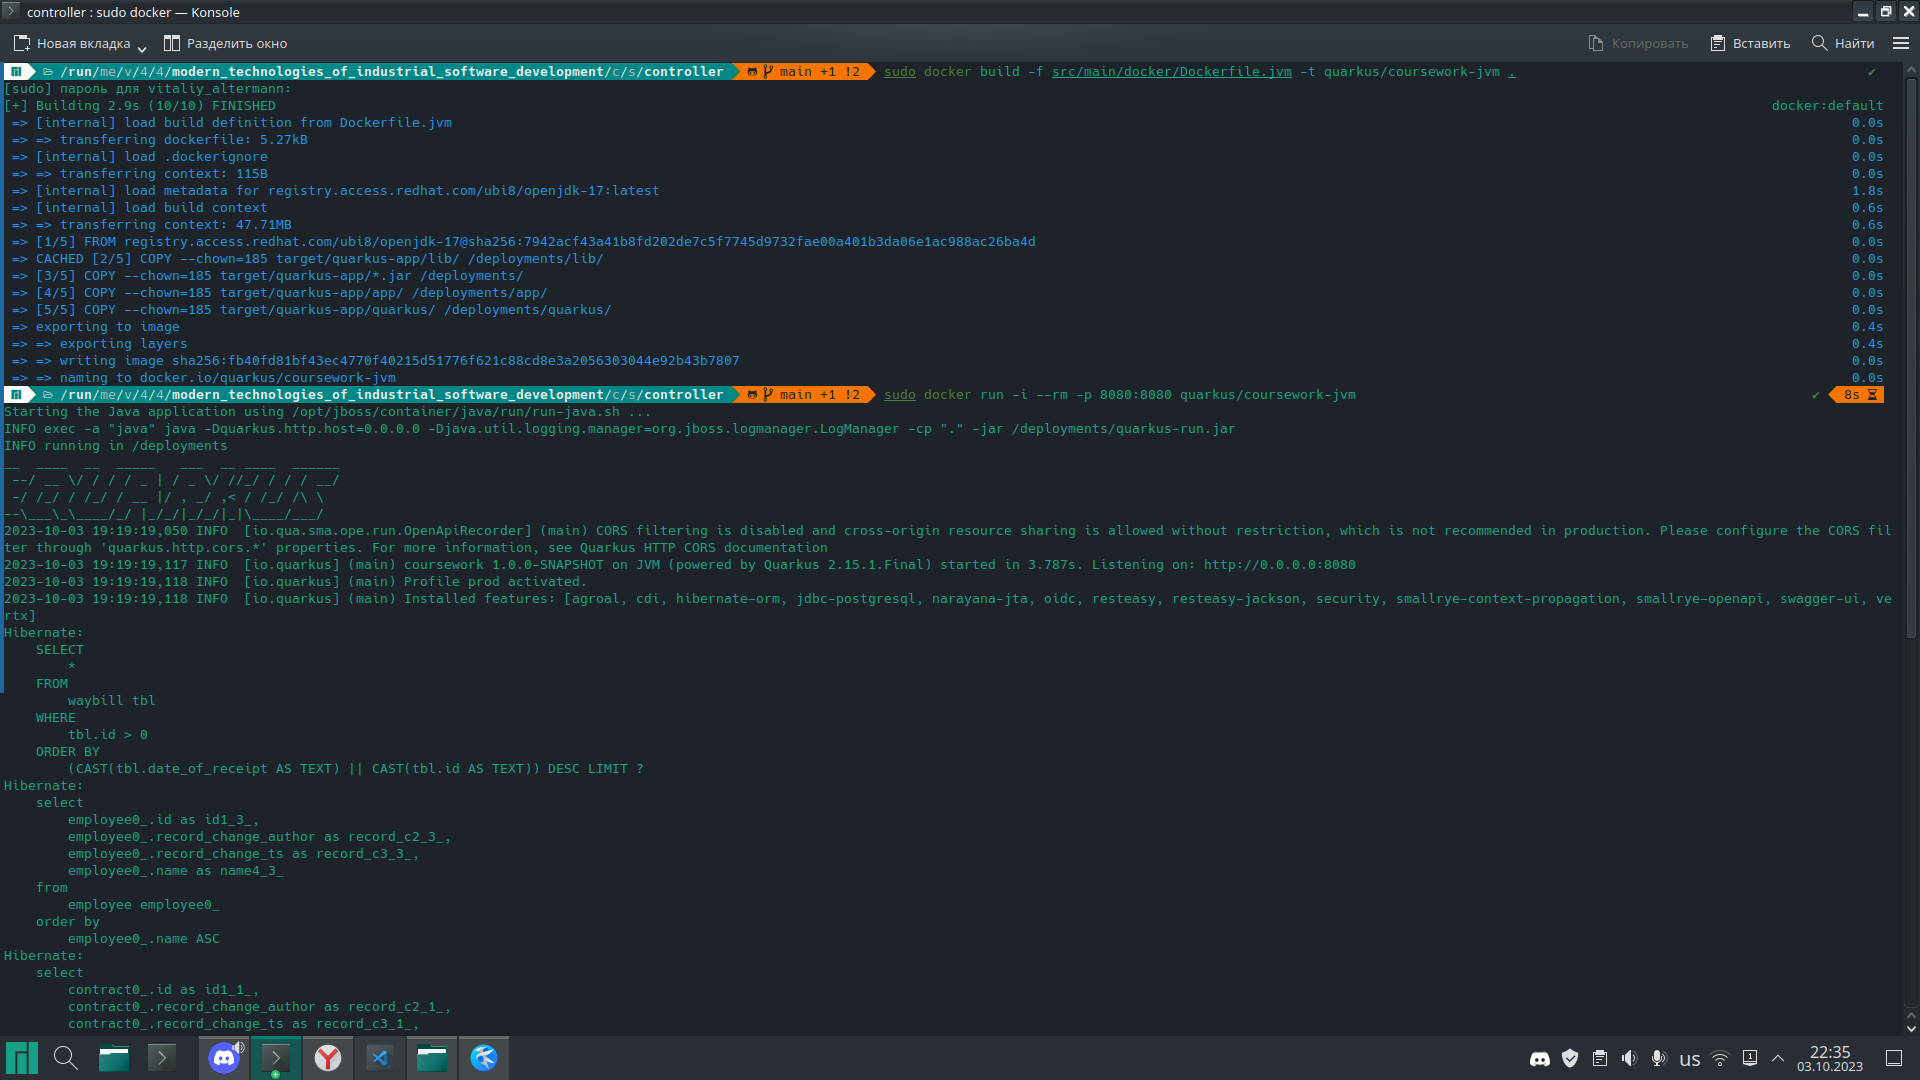 controller : sudo docker — Konsole
Новая вкладка Разделить окно Копировать Вставить Найти
/run/me/v/4/4/modern_technologies_of_industrial_software_development/c/s/controller main +1 !2 sudo docker build -f src/main/docker/Dockerfile.jvm -t quarkus/coursework-jvm . ✔
[sudo] пароль для vitaliy_altermann:
[+] Building 2.9s (10/10) FINISHED docker:default
=> [internal] load build definition from Dockerfile.jvm 0.0s
=> => transferring dockerfile: 5.27kB 0.0s
=> [internal] load .dockerignore 0.0s
=> => transferring context: 115B 0.0s
=> [internal] load metadata for registry.access.redhat.com/ubi8/openjdk-17:latest 1.8s
=> [internal] load build context 0.6s
=> => transferring context: 47.71MB 0.6s
=> [1/5] FROM registry.access.redhat.com/ubi8/openjdk-17@sha256:7942acf43a41b8fd202de7c5f7745d9732fae00a401b3da06e1ac988ac26ba4d 0.0s
=> CACHED [2/5] COPY --chown=185 target/quarkus-app/lib/ /deployments/lib/ 0.0s
=> [3/5] COPY --chown=185 target/quarkus-app/*.jar /deployments/ 0.0s
=> [4/5] COPY --chown=185 target/quarkus-app/app/ /deployments/app/ 0.0s
=> [5/5] COPY --chown=185 target/quarkus-app/quarkus/ /deployments/quarkus/ 0.0s
=> exporting to image 0.4s
=> => exporting layers 0.4s
=> => writing image sha256:fb40fd81bf43ec4770f40215d51776f621c88cd8e3a2056303044e92b43b7807 0.0s
=> => naming to docker.io/quarkus/coursework-jvm 0.0s
/run/me/v/4/4/modern_technologies_of_industrial_software_development/c/s/controller main +1 !2 sudo docker run -i --rm -p 8080:8080 quarkus/coursework-jvm ✔ 8s
Starting the Java application using /opt/jboss/container/java/run/run-java.sh ...
INFO exec -a "java" java -Dquarkus.http.host=0.0.0.0 -Djava.util.logging.manager=org.jboss.logmanager.LogManager -cp "." -jar /deployments/quarkus-run.jar
INFO running in /deployments
__  ____  __  _____   ___  __ ____  ______
 --/ __ \/ / / / _ | / _ \/ //_/ / / / __/
 -/ /_/ / /_/ / __ |/ , _/ ,< / /_/ /\ \
--\___\_\____/_/ |_/_/|_/_/|_|\____/___/
2023-10-03 19:19:19,050 INFO  [io.qua.sma.ope.run.OpenApiRecorder] (main) CORS filtering is disabled and cross-origin resource sharing is allowed without restriction, which is not recommended in production. Please configure the CORS fil
ter through 'quarkus.http.cors.*' properties. For more information, see Quarkus HTTP CORS documentation
2023-10-03 19:19:19,117 INFO  [io.quarkus] (main) coursework 1.0.0-SNAPSHOT on JVM (powered by Quarkus 2.15.1.Final) started in 3.787s. Listening on: http://0.0.0.0:8080
2023-10-03 19:19:19,118 INFO  [io.quarkus] (main) Profile prod activated.
2023-10-03 19:19:19,118 INFO  [io.quarkus] (main) Installed features: [agroal, cdi, hibernate-orm, jdbc-postgresql, narayana-jta, oidc, resteasy, resteasy-jackson, security, smallrye-context-propagation, smallrye-openapi, swagger-ui, ve
rtx]
Hibernate:
SELECT
*
FROM
waybill tbl
WHERE
tbl.id > 0
ORDER BY
(CAST(tbl.date_of_receipt AS TEXT) || CAST(tbl.id AS TEXT)) DESC LIMIT ?
Hibernate:
select
employee0_.id as id1_3_,
employee0_.record_change_author as record_c2_3_,
employee0_.record_change_ts as record_c3_3_,
employee0_.name as name4_3_
from
employee employee0_
order by
employee0_.name ASC
Hibernate:
select
contract0_.id as id1_1_,
contract0_.record_change_author as record_c2_1_,
contract0_.record_change_ts as record_c3_1_,
us 22:35
03.10.2023